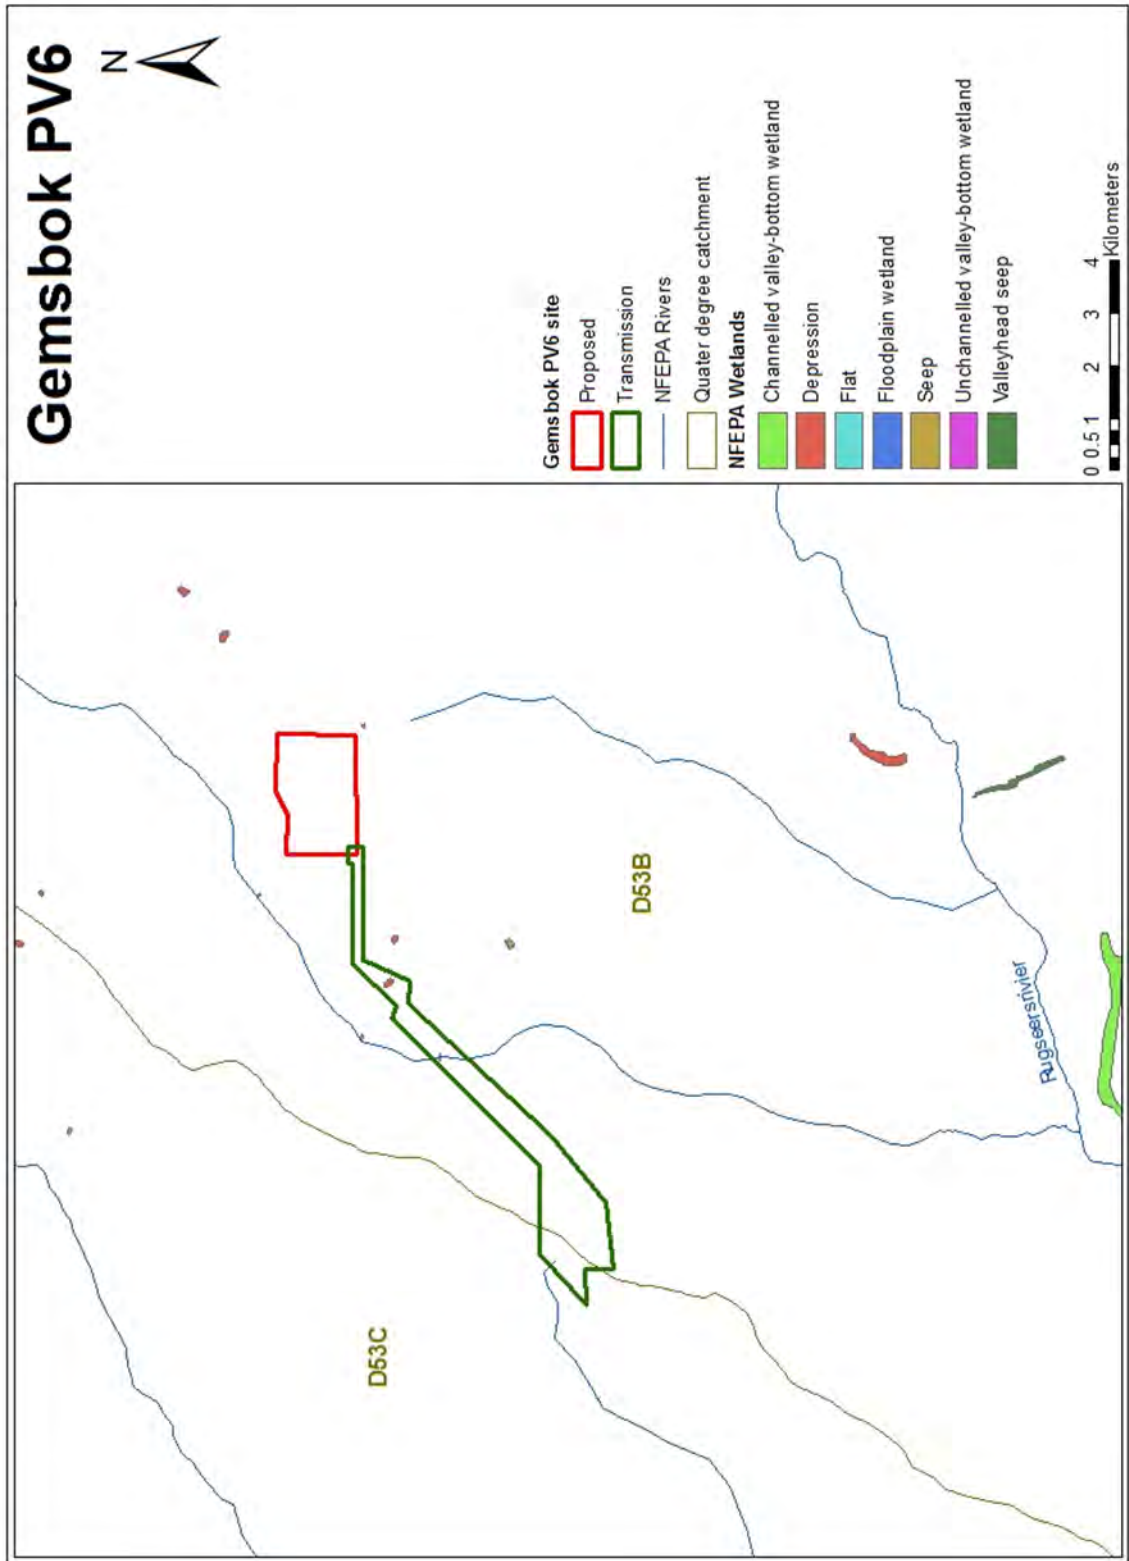 Gemsbok PV6
N
Gemsbok PV6 site
Proposed
Transmission
NFEPA Rivers
Quater degree catchment
NFEPA Wetlands
Channelled valley-bottom wetland
Depression
Flat
Floodplain wetland
Seep
Unchannelled valley-bottom wetland
Valleyhead seep
0 0.5 1 2 3 4
Kilometers
D53C
D53B
Rugseersrivier